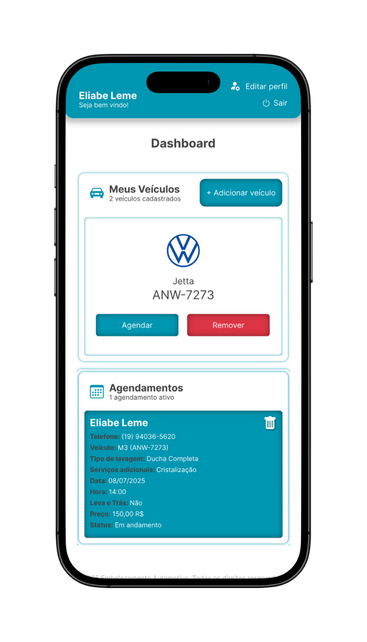 Eliabe Leme
Seja bem vindo!
Editar perfil
Sair
Dashboard
Meus Veículos
2 veículos cadastrados
+ Adicionar veículo
Jetta
ANW-7273
Agendar
Remover
Agendamentos
1 agendamento ativo
Eliabe Leme
Telefone: (19) 94036-5620
Veículo: M3 (ANW-7273)
Tipo de lavagem: Ducha Completa
Serviços adicionais: Cristalização
Data: 08/07/2025
Hora: 14:00
Leva e Trás: Não
Preço: 150,00 R$
Status: Em andamento